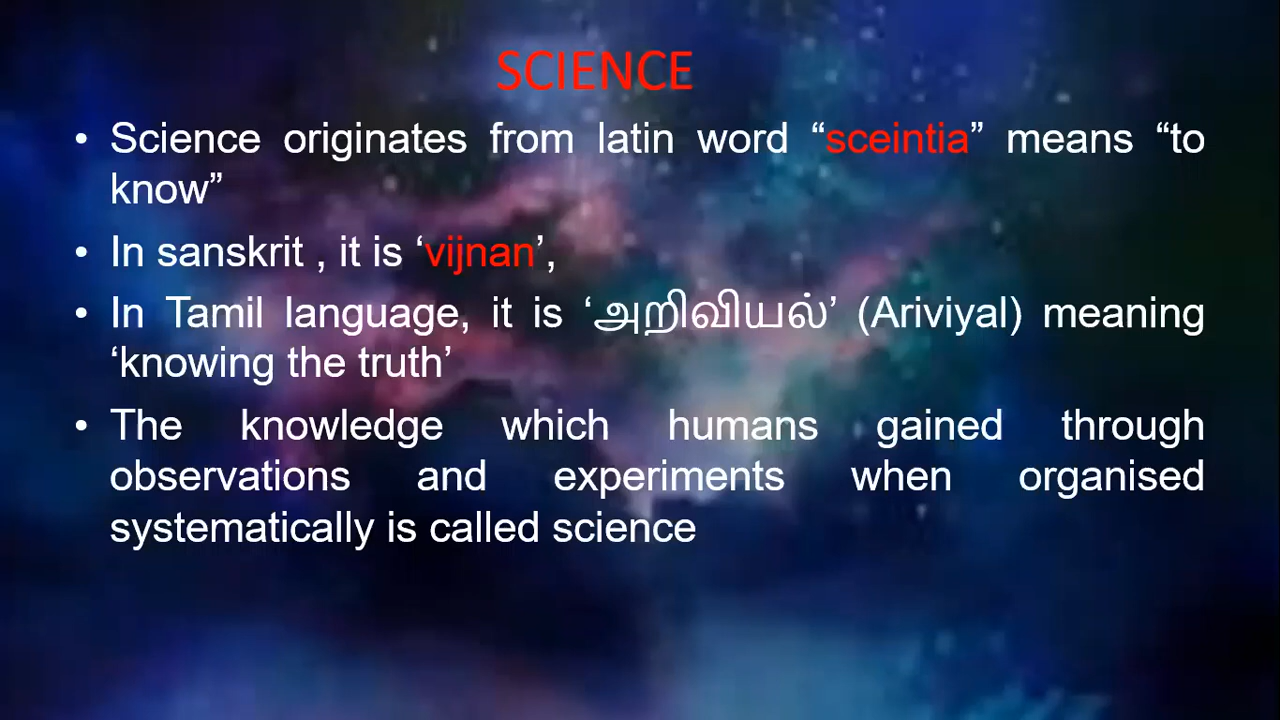 SCIENCE
• Science originates from latin word “sceintia” means “to
know”
• In sanskrit , it is ‘vijnan’,
• In Tamil language, it is ‘அறிவியல்’ (Ariviyal) meaning
‘knowing the truth’
• The knowledge which humans gained through
observations and experiments when organised
systematically is called science